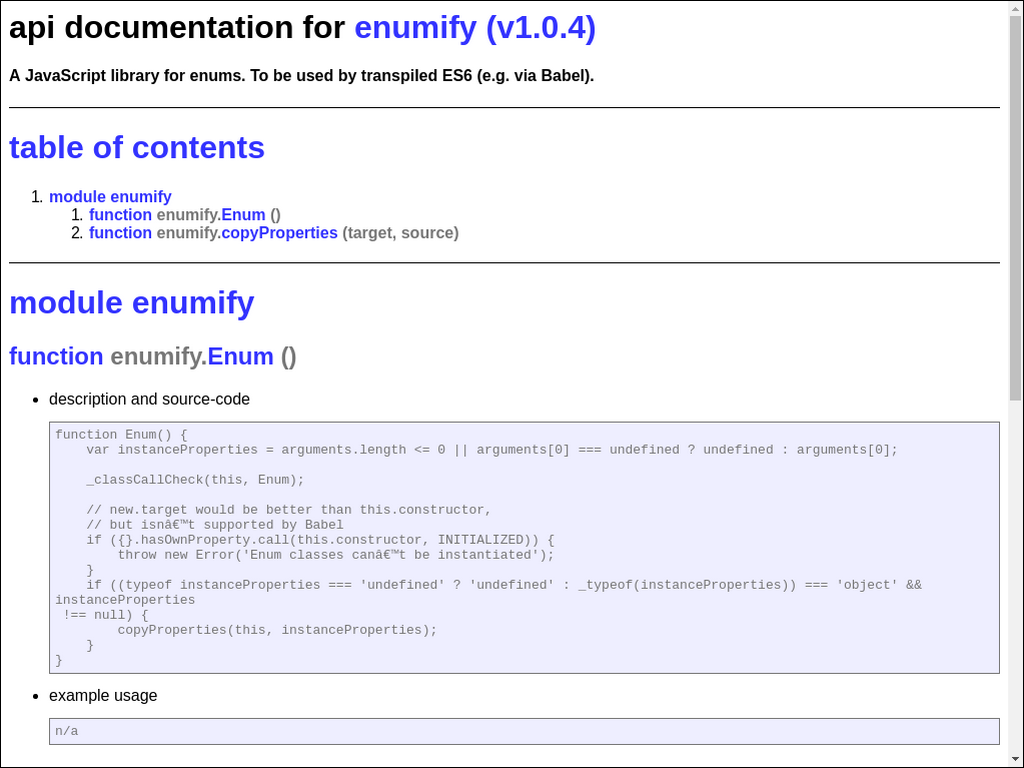 api documentation for enumify (v1.0.4)
A JavaScript library for enums. To be used by transpiled ES6 (e.g. via Babel).
table of contents
1. module enumify
1. function enumify.Enum ()
2. function enumify.copyProperties (target, source)
module enumify
function enumify.Enum ()
• description and source-code
function Enum() {
    var instanceProperties = arguments.length <= 0 || arguments[0] === undefined ? undefined : arguments[0];

    _classCallCheck(this, Enum);

    // new.target would be better than this.constructor,
    // but isnâ€™t supported by Babel
    if ({}.hasOwnProperty.call(this.constructor, INITIALIZED)) {
        throw new Error('Enum classes canâ€™t be instantiated');
    }
    if ((typeof instanceProperties === 'undefined' ? 'undefined' : _typeof(instanceProperties)) === 'object' &&
instanceProperties
 !== null) {
        copyProperties(this, instanceProperties);
    }
}
• example usage
n/a